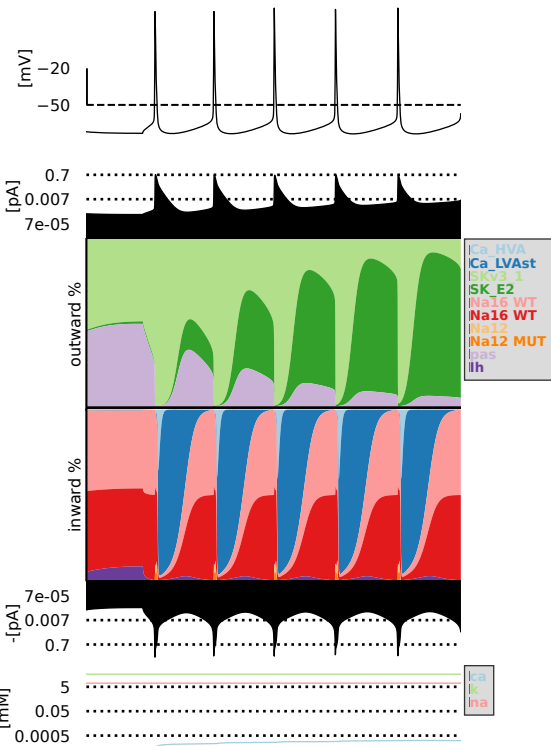 [mV]
−20
−50
[pA]
0.7
0.007
7e-05
outward %
Ca_HVA
Ca_LVAst
SKv3_1
SK_E2
Na16 WT
Na16 WT
Na12
Na12 MUT
pas
Ih
inward %
-[pA]
7e-05
0.007
0.7
[mM]
5
0.05
0.0005
ca
k
na